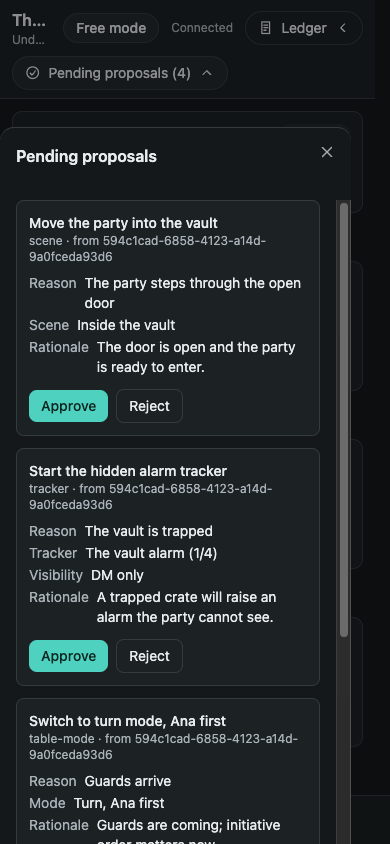 Th...
Und...
Free mode
Connected
Ledger
Pending proposals (4)
Pending proposals
Move the party into the vault
scene · from 594c1cad-6858-4123-a14d-
9a0fceda93d6
Reason The party steps through the open
door
Scene Inside the vault
Rationale The door is open and the party
is ready to enter.
Approve Reject
Start the hidden alarm tracker
tracker · from 594c1cad-6858-4123-a14d-
9a0fceda93d6
Reason The vault is trapped
Tracker The vault alarm (1/4)
Visibility DM only
Rationale A trapped crate will raise an
alarm the party cannot see.
Approve Reject
Switch to turn mode, Ana first
table-mode · from 594c1cad-6858-4123-a14d-
9a0fceda93d6
Reason Guards arrive
Mode Turn, Ana first
Rationale Guards are coming; initiative
order matters now